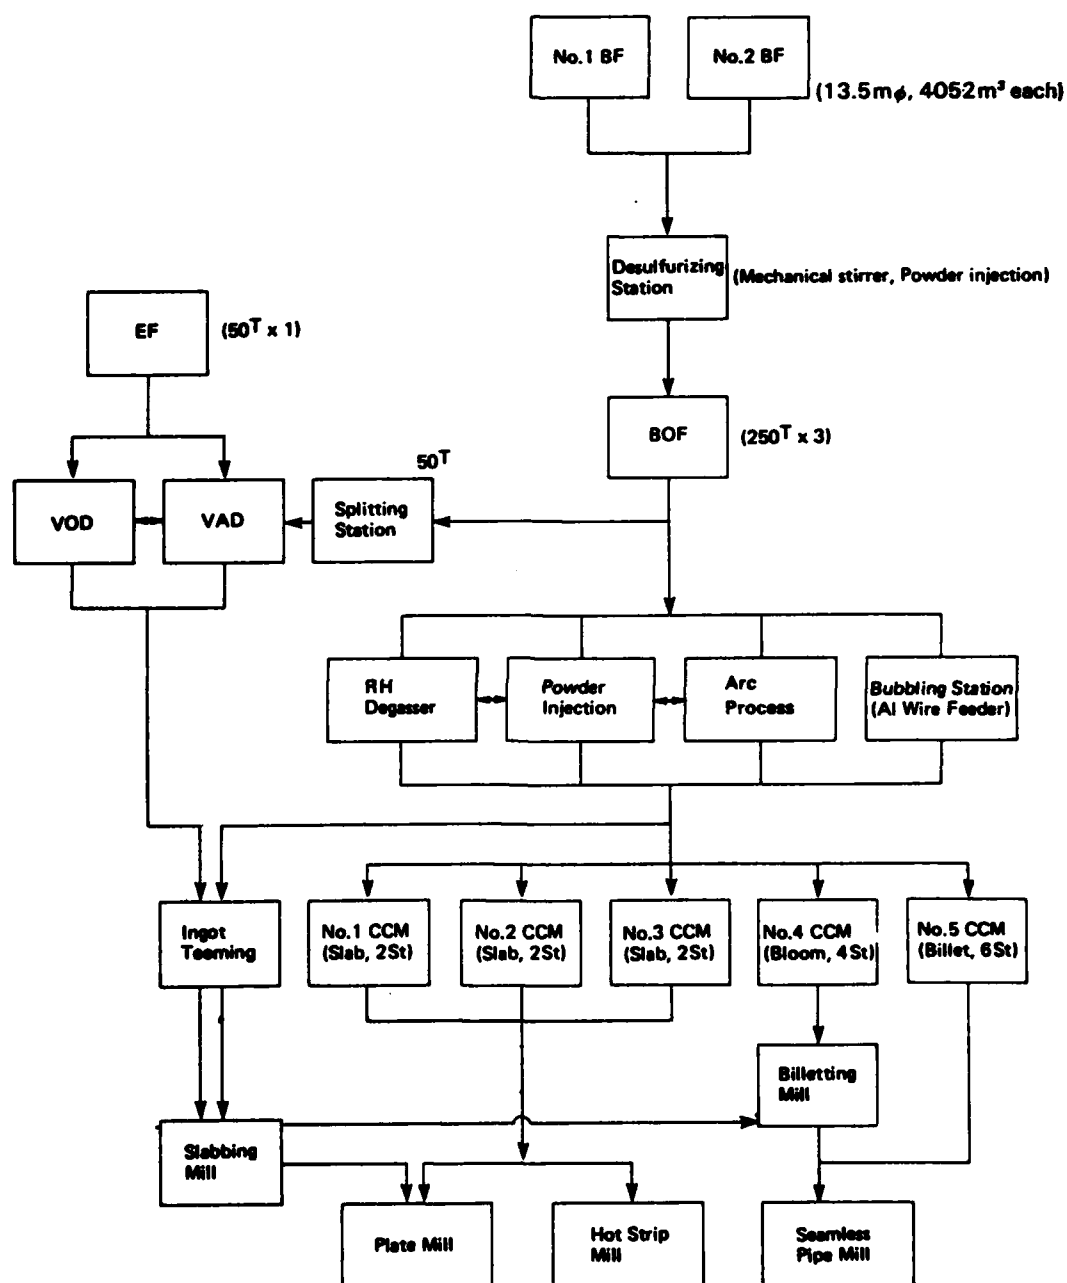 No.1 BF
No.2 BF
(13.5mφ, 4052m³ each)
Desulfurizing
Station
(Mechanical stirrer, Powder injection)
EF
(50ᵀ x 1)
BOF
(250ᵀ x 3)
50ᵀ
VOD
VAD
Splitting
Station
RH
Degasser
Powder
Injection
Arc
Process
Bubbling Station
(Al Wire Feeder)
Ingot
Teeming
No.1 CCM
(Slab, 2St)
No.2 CCM
(Slab, 2St)
No.3 CCM
(Slab, 2St)
No.4 CCM
(Bloom, 4St)
No.5 CCM
(Billet, 6St)
Billetting
Mill
Slabbing
Mill
Plate Mill
Hot Strip
Mill
Seamless
Pipe Mill